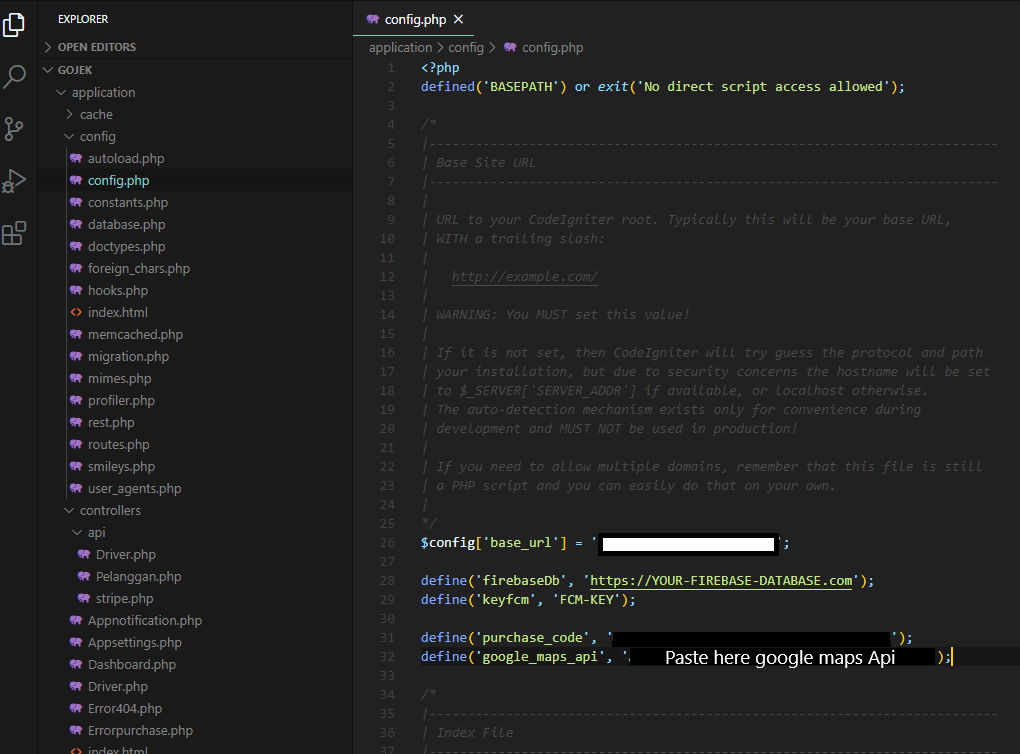 EXPLORER
OPEN EDITORS
GOJEK
application
cache
config
autoload.php
config.php
constants.php
database.php
doctypes.php
foreign_chars.php
hooks.php
index.html
memcached.php
migration.php
mimes.php
profiler.php
rest.php
routes.php
smileys.php
user_agents.php
controllers
api
Driver.php
Pelanggan.php
stripe.php
Appnotification.php
Appsettings.php
Dashboard.php
Driver.php
Error404.php
Errorpurchase.php
index.html
config.php
application > config > config.php
1 <?php
2 defined('BASEPATH') or exit('No direct script access allowed');
3
4 /*
5 |--------------------------------------------------------------------------
6 | Base Site URL
7 |--------------------------------------------------------------------------
8 |
9 | URL to your CodeIgniter root. Typically this will be your base URL,
10 | WITH a trailing slash:
11 |
12 | http://example.com/
13 |
14 | WARNING: You MUST set this value!
15 |
16 | If it is not set, then CodeIgniter will try guess the protocol and path
17 | your installation, but due to security concerns the hostname will be set
18 | to $_SERVER['SERVER_ADDR'] if available, or localhost otherwise.
19 | The auto-detection mechanism exists only for convenience during
20 | development and MUST NOT be used in production!
21 |
22 | If you need to allow multiple domains, remember that this file is still
23 | a PHP script and you can easily do that on your own.
24 |
25 */
26 $config['base_url'] = '';
27
28 define('firebaseDb', 'https://YOUR-FIREBASE-DATABASE.com');
29 define('keyfcm', 'FCM-KEY');
30
31 define('purchase_code', '');
32 define('google_maps_api', ' Paste here google maps Api );
33
34 /*
35 |--------------------------------------------------------------------------
36 | Index File
37 |--------------------------------------------------------------------------